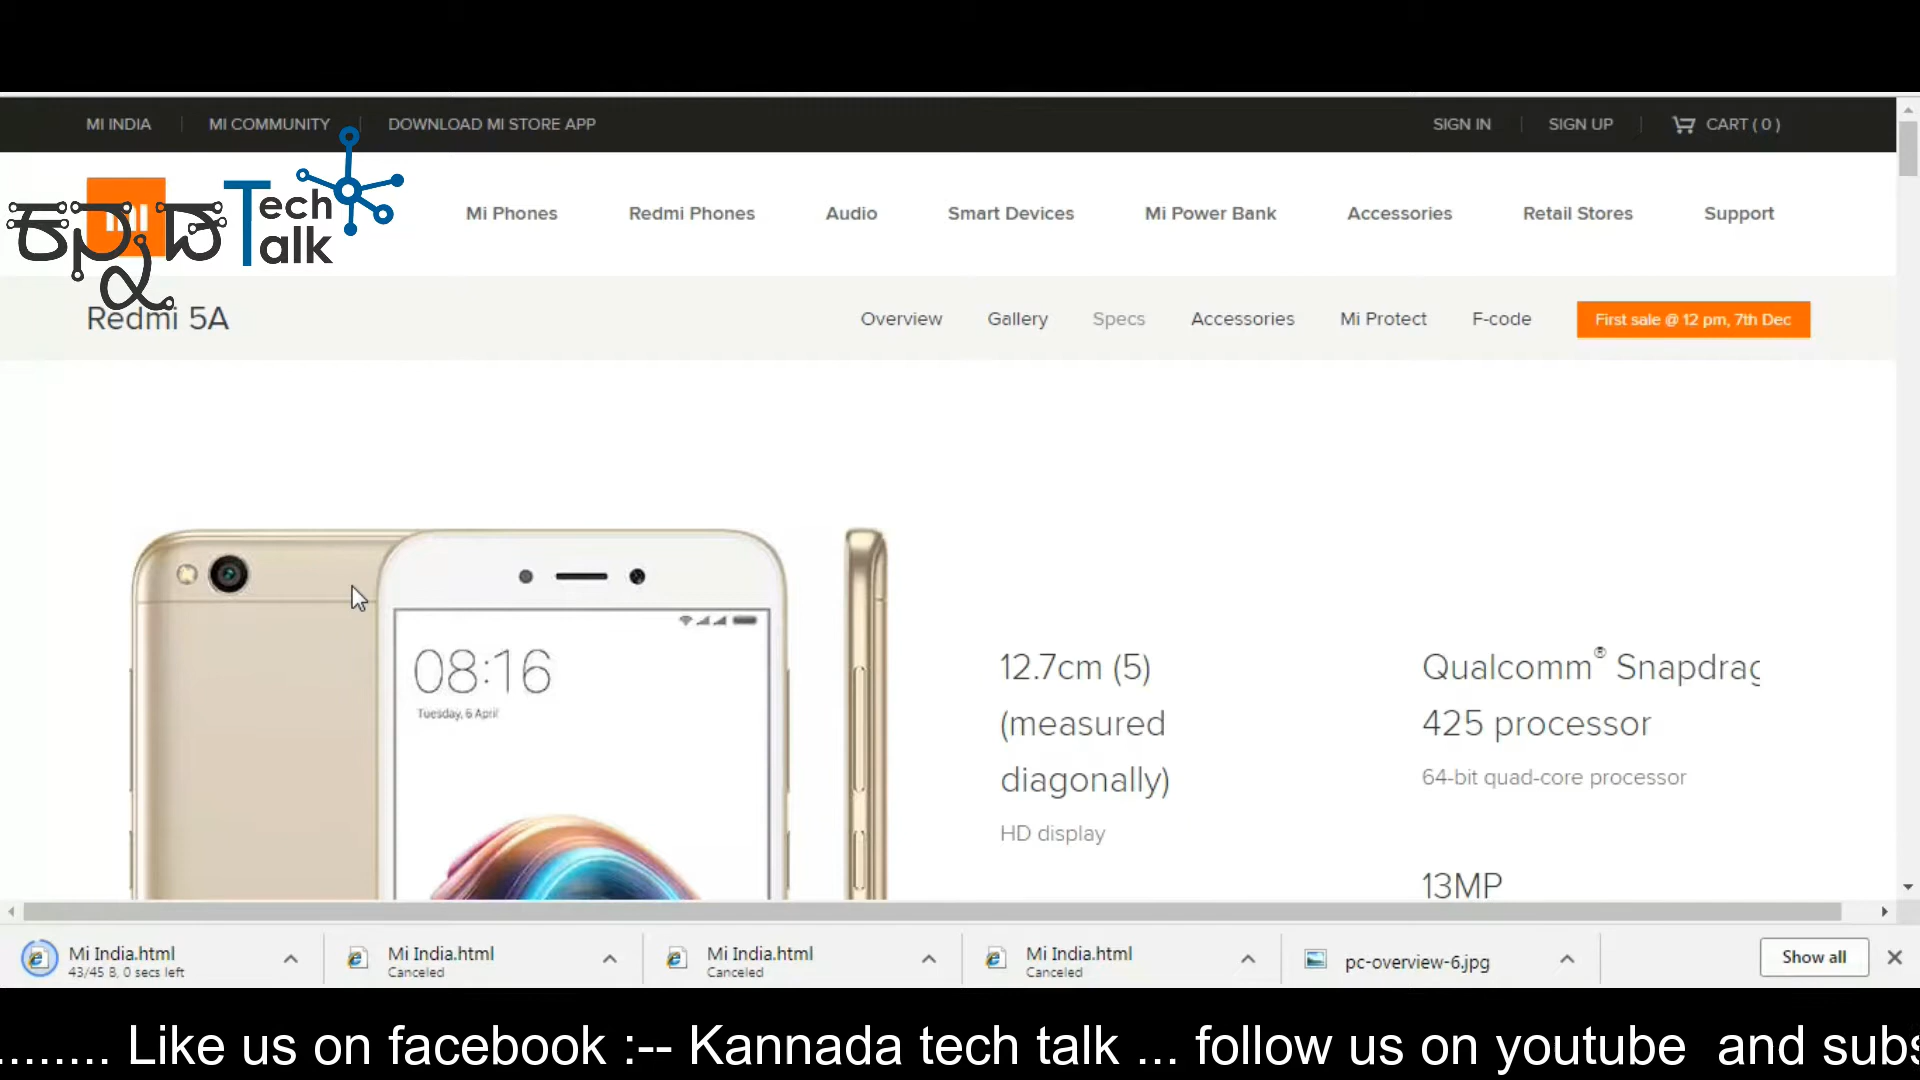 MI INDIA
MI COMMUNITY
DOWNLOAD MI STORE APP
SIGN IN
SIGN UP
CART ( 0 )
ಕನ್ನಡ Tech Talk
Mi Phones
Redmi Phones
Audio
Smart Devices
Mi Power Bank
Accessories
Retail Stores
Support
Redmi 5A
Overview
Gallery
Specs
Accessories
Mi Protect
F-code
First sale @ 12 pm, 7th Dec
08:16
Tuesday, 6 April
12.7cm (5)
(measured
diagonally)
HD display
Qualcomm® Snapdrag
425 processor
64-bit quad-core processor
13MP
Mi India.html
43/45 B, 0 secs left
Mi India.html
Canceled
Mi India.html
Canceled
Mi India.html
Canceled
pc-overview-6.jpg
Show all
........ Like us on facebook :-- Kannada tech talk ... follow us on youtube and subs